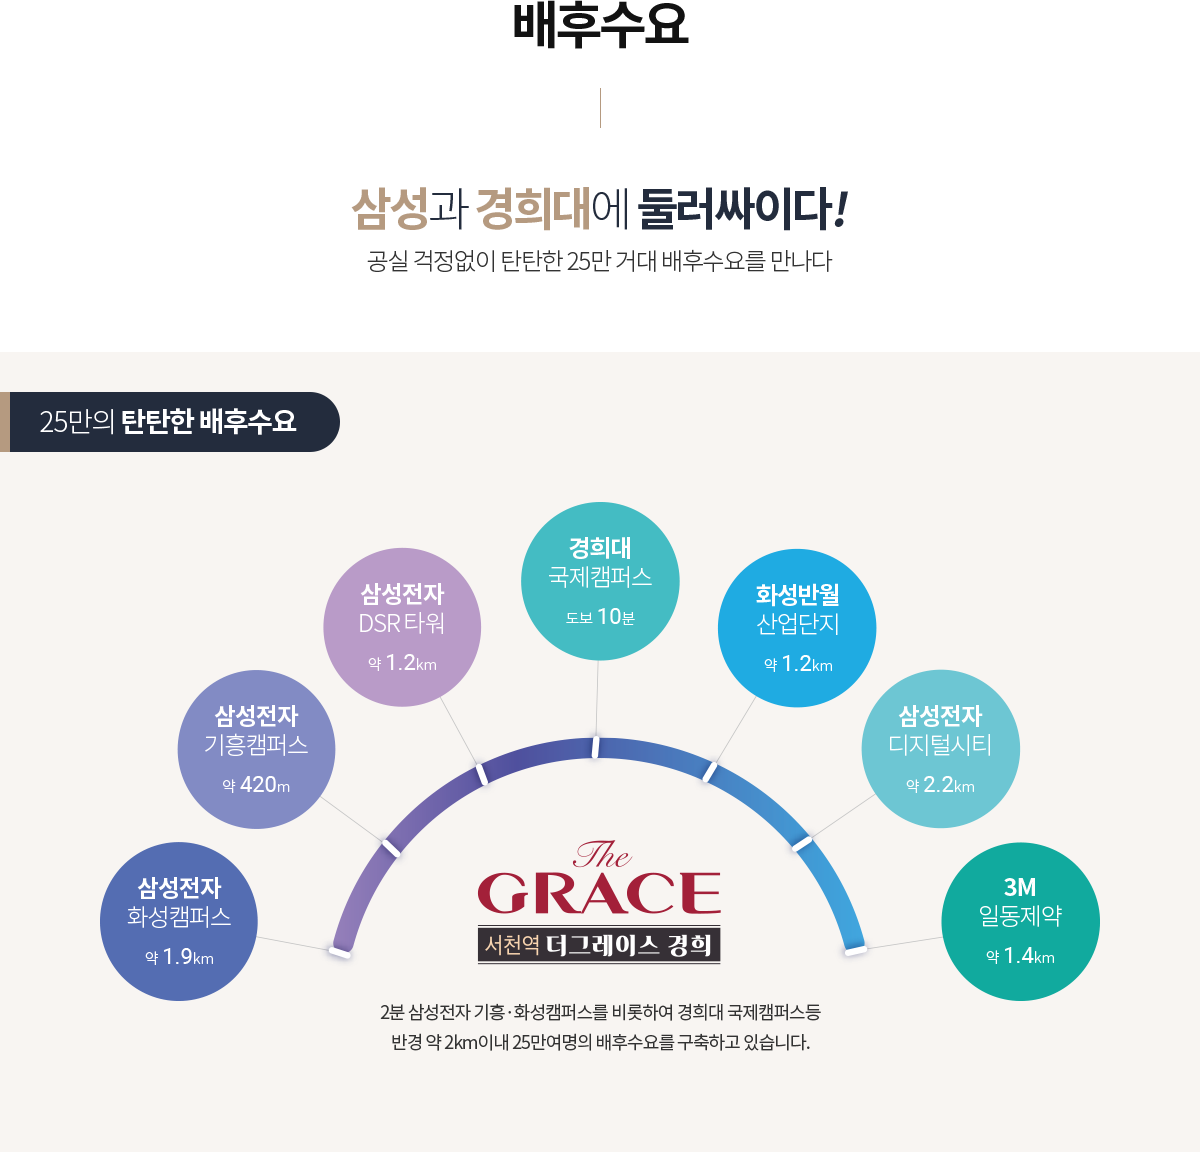 배후수요
삼성과 경희대에 둘러싸이다!
공실 걱정없이 탄탄한 25만 거대 배후수요를 만나다
25만의 탄탄한 배후수요
경희대
국제캠퍼스
도보 10분
삼성전자
DSR 타워
약 1.2km
화성반월
산업단지
약 1.2km
삼성전자
기흥캠퍼스
약 420m
삼성전자
디지털시티
약 2.2km
삼성전자
화성캠퍼스
약 1.9km
3M
일동제약
약 1.4km
The
GRACE
서천역 더그레이스 경희
2분 삼성전자 기흥·화성캠퍼스를 비롯하여 경희대 국제캠퍼스등
반경 약 2km이내 25만여명의 배후수요를 구축하고 있습니다.